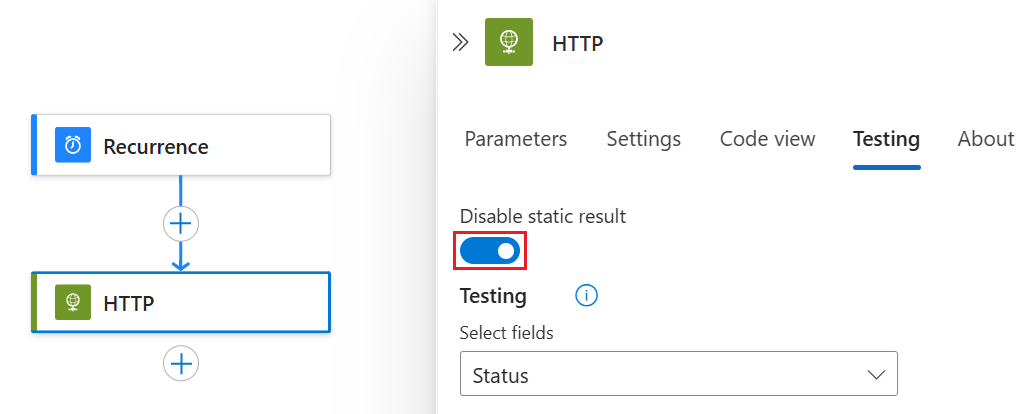 Recurrence
HTTP
HTTP
Parameters Settings Code view Testing About
Disable static result
Testing
Select fields
Status